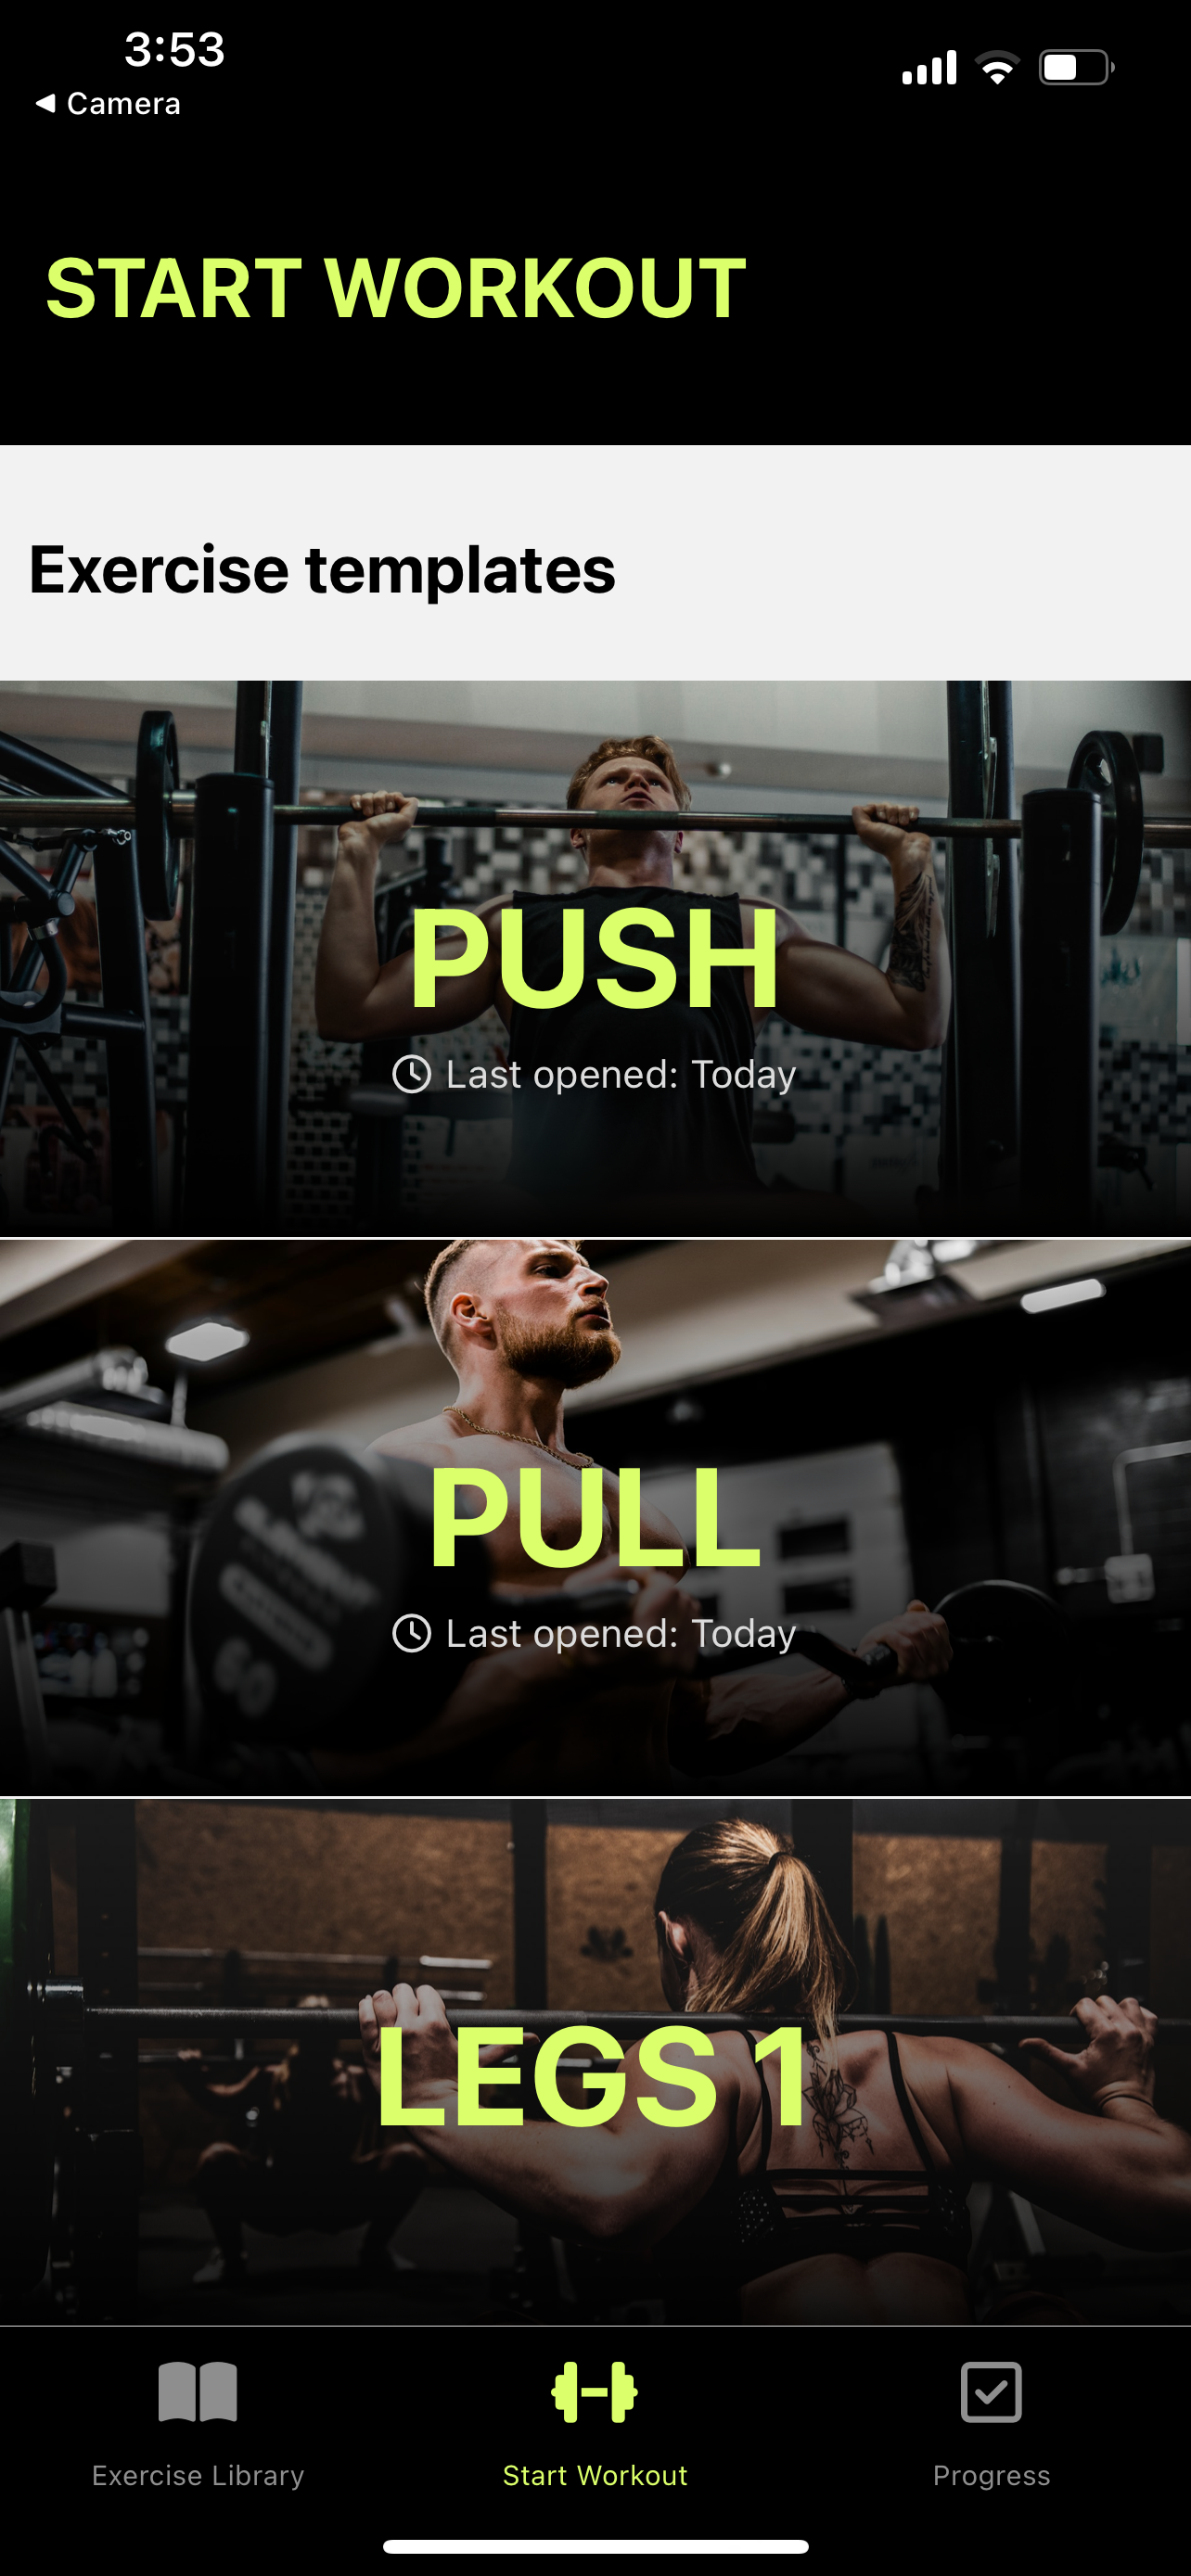 3:53
◀ Camera
START WORKOUT
Exercise templates
PUSH
Last opened: Today
PULL
Last opened: Today
LEGS 1
Exercise Library
Start Workout
Progress